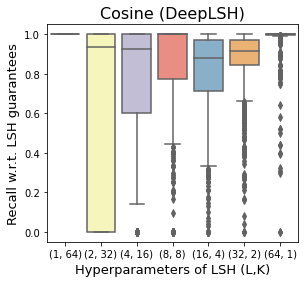 Cosine (DeepLSH)
Recall w.r.t. LSH guarantees
1.0
0.8
0.6
0.4
0.2
0.0
(1, 64) (2, 32) (4, 16) (8, 8) (16, 4) (32, 2) (64, 1)
Hyperparameters of LSH (L,K)